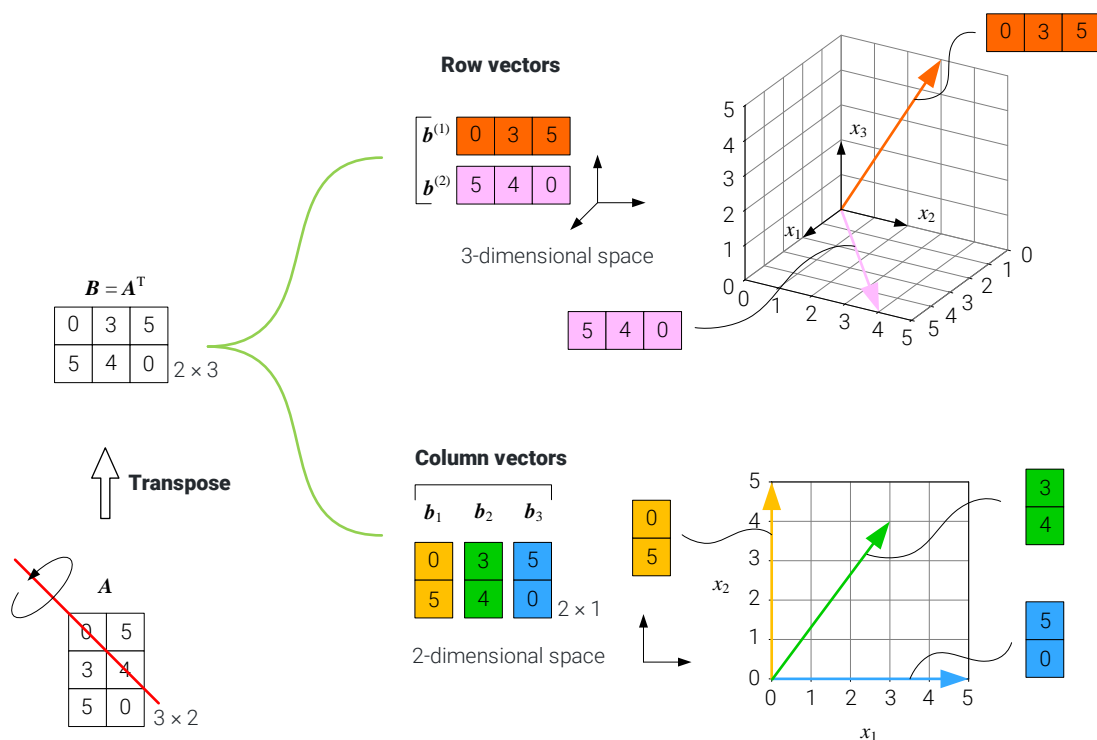 Row vectors
b(1) 0 3 5
b(2) 5 4 0
3-dimensional space
0 3 5
5
4
3
2
1
0
x3
x2
x1
0 1 2 3 4 5
5 4 3 2 1 0
5 4 0
B = AT
0 3 5
5 4 0
2 × 3
Transpose
A
0 5
3 4
5 0
3 × 2
Column vectors
b1 b2 b3
0 3 5
5 4 0
2 × 1
2-dimensional space
0
5
5
4
3
2
1
0
x2
0 1 2 3 4 5
x1
3
4
5
0